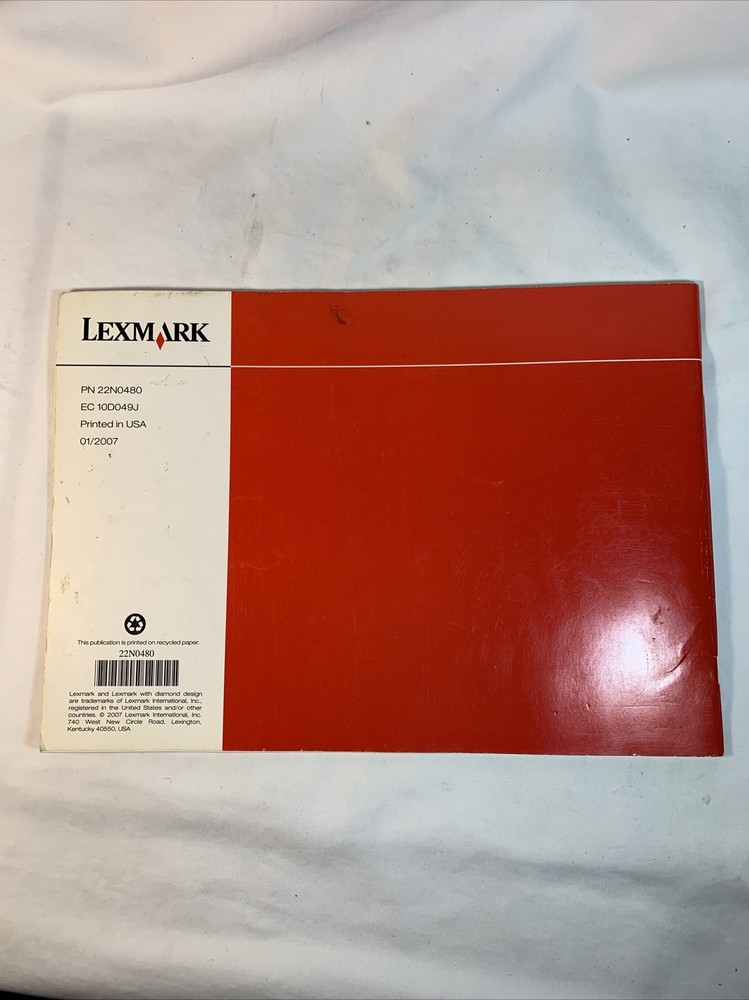 LEXMARK
PN 22N0480
EC 10D049J
Printed in USA
01/2007
This publication is printed on recycled paper.
22N0480
Lexmark and Lexmark with diamond design
are trademarks of Lexmark International, Inc.,
registered in the United States and/or other
countries. © 2007 Lexmark International, Inc.
740 West New Circle Road, Lexington,
Kentucky 40550, USA